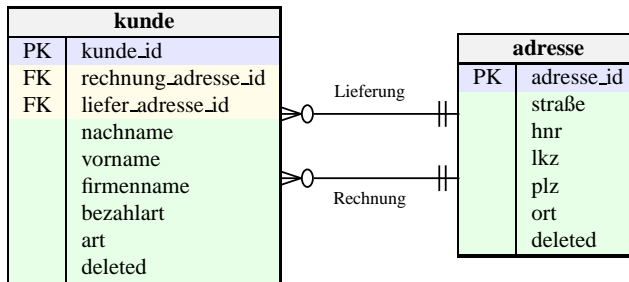 kunde
PK kunde_id
FK rechnung_adresse_id
FK liefer_adresse_id
nachname
vorname
firmenname
bezahlart
art
deleted
Lieferung
Rechnung
adresse
PK adresse_id
straße
hnr
lkz
plz
ort
deleted